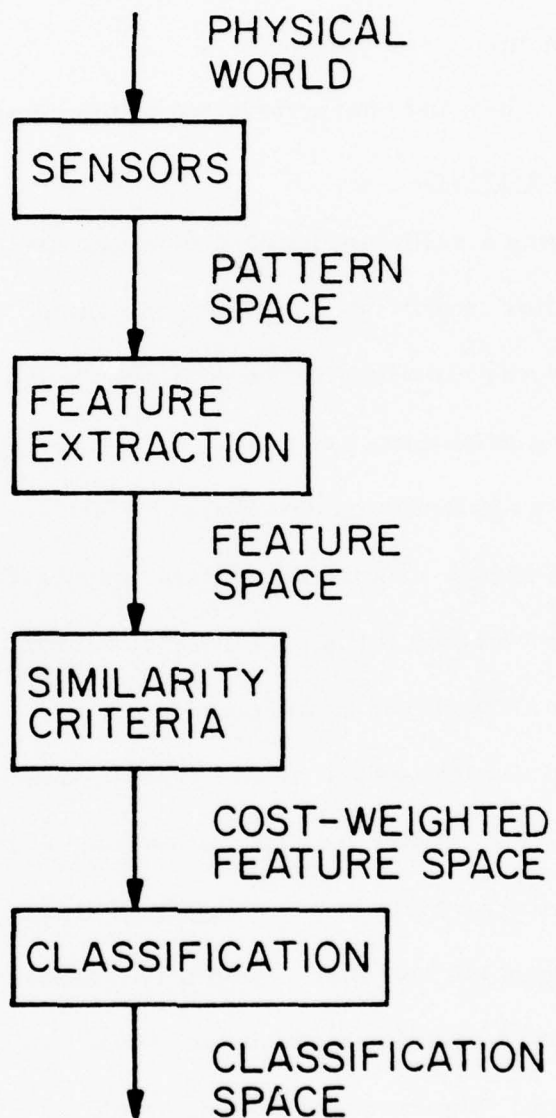 PHYSICAL
WORLD
SENSORS
PATTERN
SPACE
FEATURE
EXTRACTION
FEATURE
SPACE
SIMILARITY
CRITERIA
COST-WEIGHTED
FEATURE SPACE
CLASSIFICATION
CLASSIFICATION
SPACE